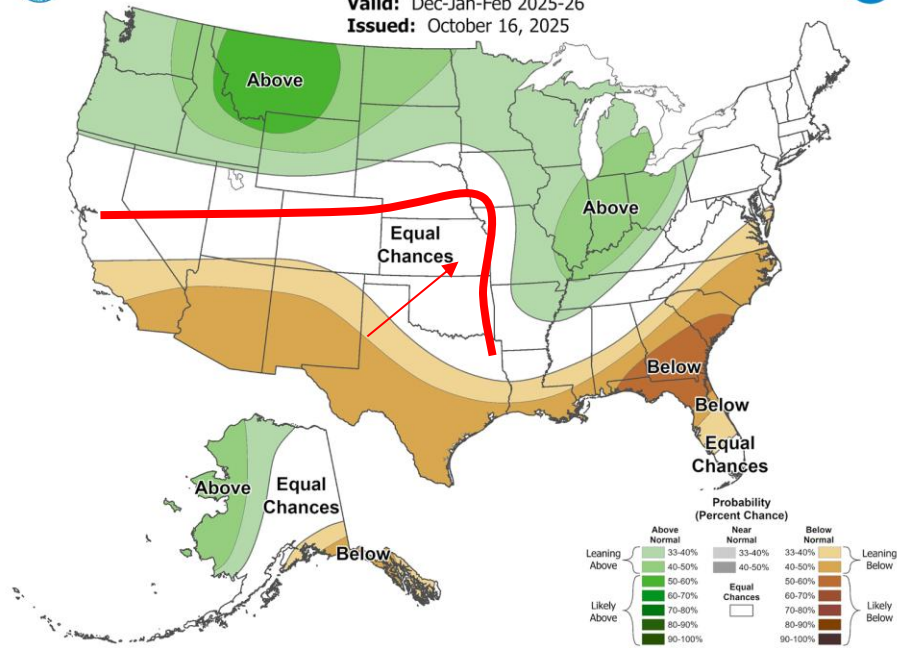 Valid: Dec-Jan-Feb 2025-26
Issued: October 16, 2025
Above
Above
Equal
Chances
Below
Below
Equal
Chances
Above
Equal
Chances
Below
Probability
(Percent Chance)
Above
Normal
Near
Normal
Below
Normal
Leaning
Above
33-40%
40-50%
Likely
Above
50-60%
60-70%
70-80%
80-90%
90-100%
33-40%
40-50%
Equal
Chances
33-40%
40-50%
Leaning
Below
50-60%
60-70%
70-80%
80-90%
90-100%
Likely
Below